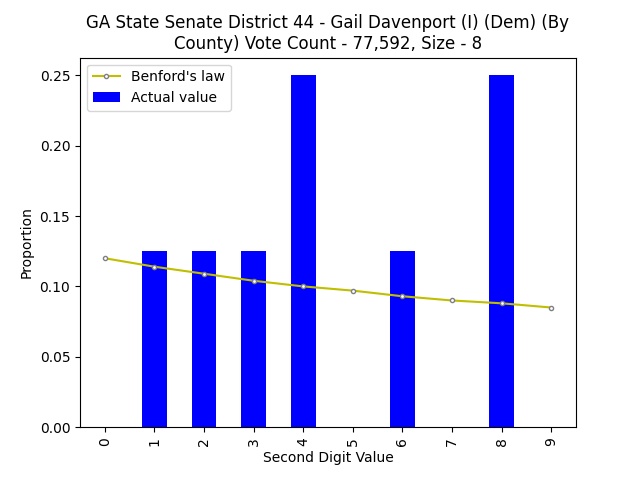 GA State Senate District 44 - Gail Davenport (I) (Dem) (By
County) Vote Count - 77,592, Size - 8
Benford's law
Actual value
0.25
0.20
0.15
0.10
0.05
0.00
Proportion
0 1 2 3 4 5 6 7 8 9
Second Digit Value